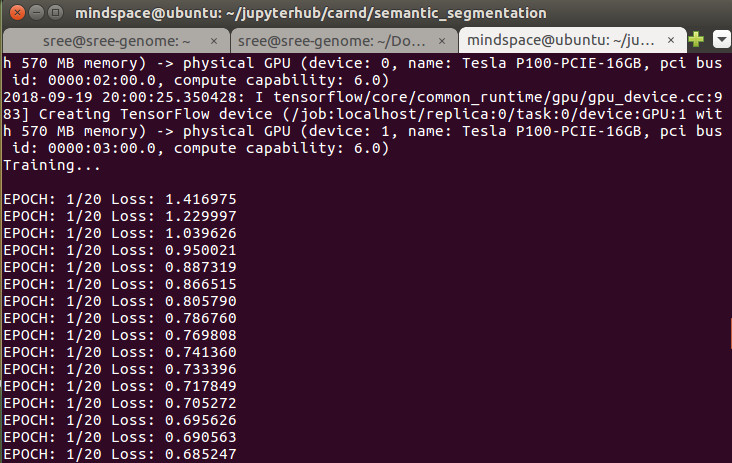 mindspace@ubuntu: ~/jupyterhub/carnd/semantic_segmentation
sree@sree-genome: ~ × sree@sree-genome: ~/Do... × mindspace@ubuntu: ~/ju... ×
h 570 MB memory) -> physical GPU (device: 0, name: Tesla P100-PCIE-16GB, pci bus
id: 0000:02:00.0, compute capability: 6.0)
2018-09-19 20:00:25.350428: I tensorflow/core/common_runtime/gpu/gpu_device.cc:9
83] Creating TensorFlow device (/job:localhost/replica:0/task:0/device:GPU:1 wit
h 570 MB memory) -> physical GPU (device: 1, name: Tesla P100-PCIE-16GB, pci bus
id: 0000:03:00.0, compute capability: 6.0)
Training...
EPOCH: 1/20 Loss: 1.416975
EPOCH: 1/20 Loss: 1.229997
EPOCH: 1/20 Loss: 1.039626
EPOCH: 1/20 Loss: 0.950021
EPOCH: 1/20 Loss: 0.887319
EPOCH: 1/20 Loss: 0.866515
EPOCH: 1/20 Loss: 0.805790
EPOCH: 1/20 Loss: 0.786760
EPOCH: 1/20 Loss: 0.769808
EPOCH: 1/20 Loss: 0.741360
EPOCH: 1/20 Loss: 0.733396
EPOCH: 1/20 Loss: 0.717849
EPOCH: 1/20 Loss: 0.705272
EPOCH: 1/20 Loss: 0.695626
EPOCH: 1/20 Loss: 0.690563
EPOCH: 1/20 Loss: 0.685247